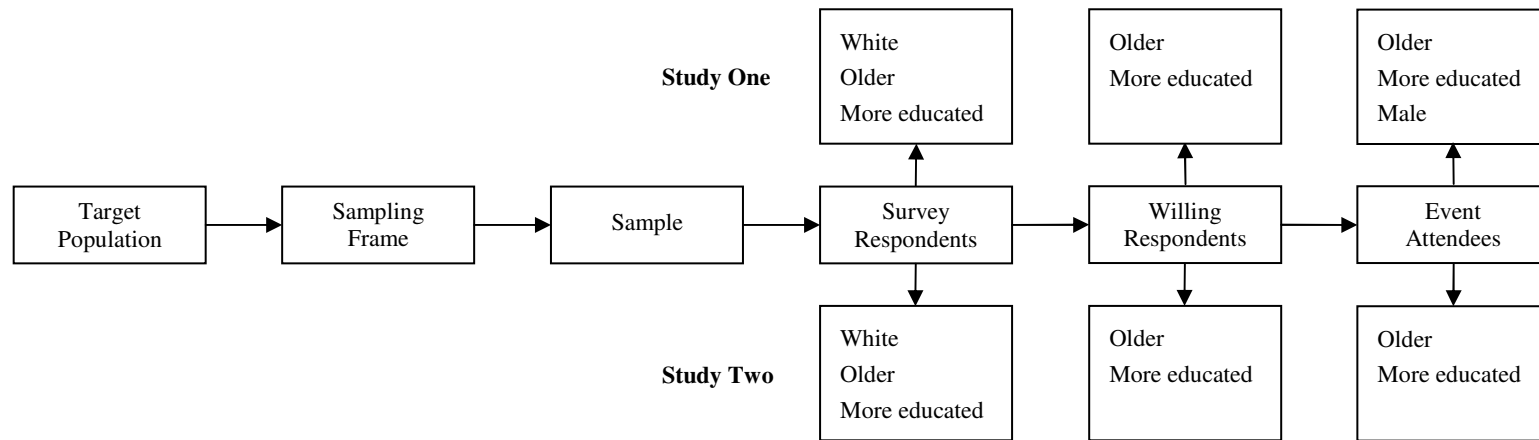 Study One
White
Older
More educated
Older
More educated
Older
More educated
Male
Target
Population
Sampling
Frame
Sample
Survey
Respondents
Willing
Respondents
Event
Attendees
Study Two
White
Older
More educated
Older
More educated
Older
More educated